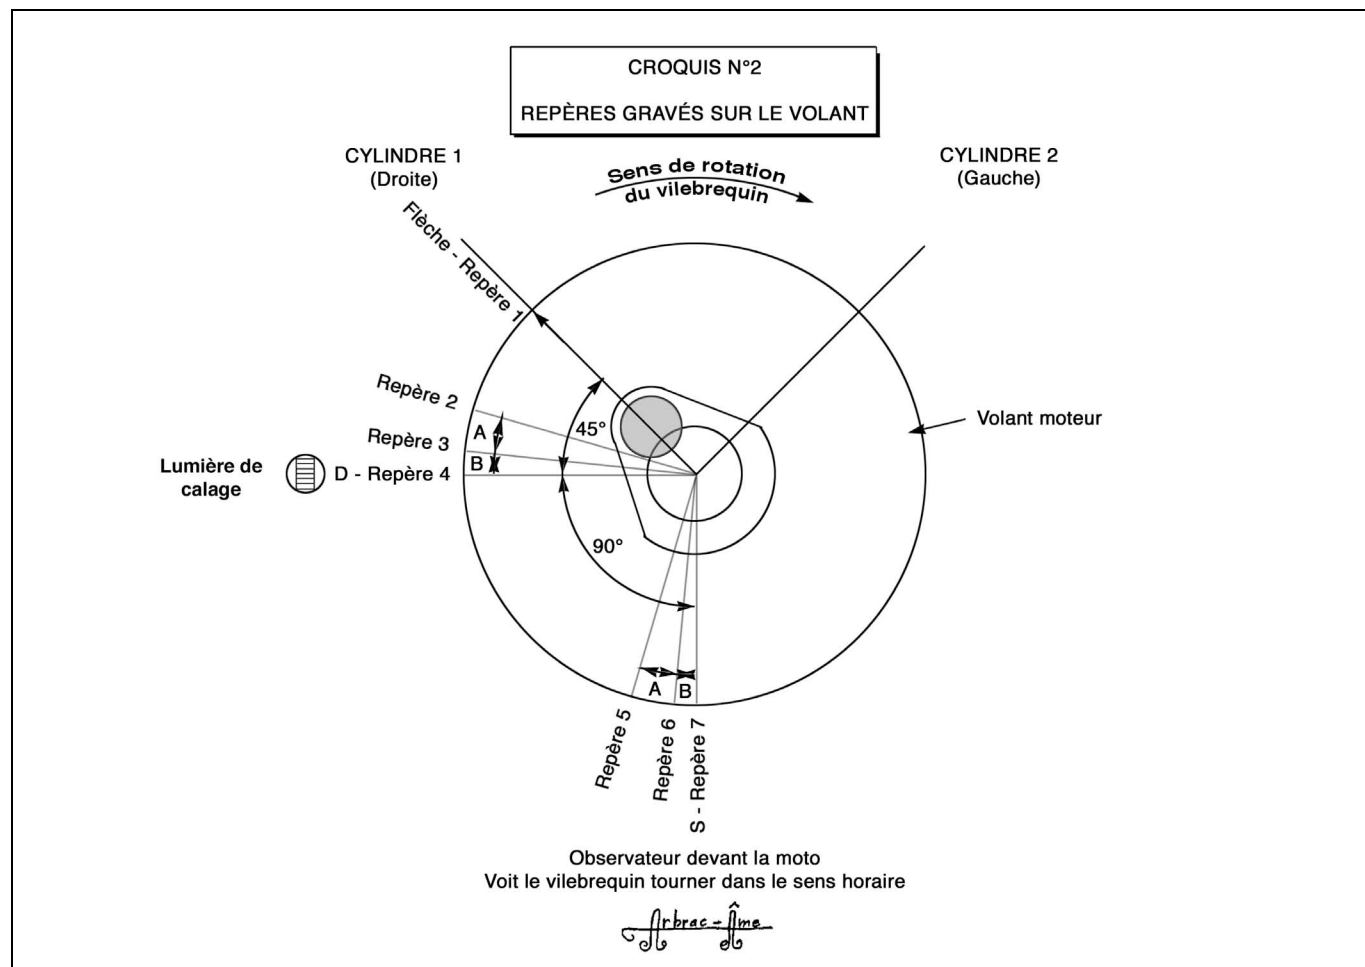 CROQUIS N°2
REPÈRES GRAVÉS SUR LE VOLANT
CYLINDRE 1
(Droite)
Sens de rotation
du vilebrequin
CYLINDRE 2
(Gauche)
Flèche - Repère 1
Repère 2
A
45°
Volant moteur
Repère 3
B
Lumière de
calage
D - Repère 4
90°
A
B
Repère 5
Repère 6
S - Repère 7
Observateur devant la moto
Voit le vilebrequin tourner dans le sens horaire
Arbrac-Âme